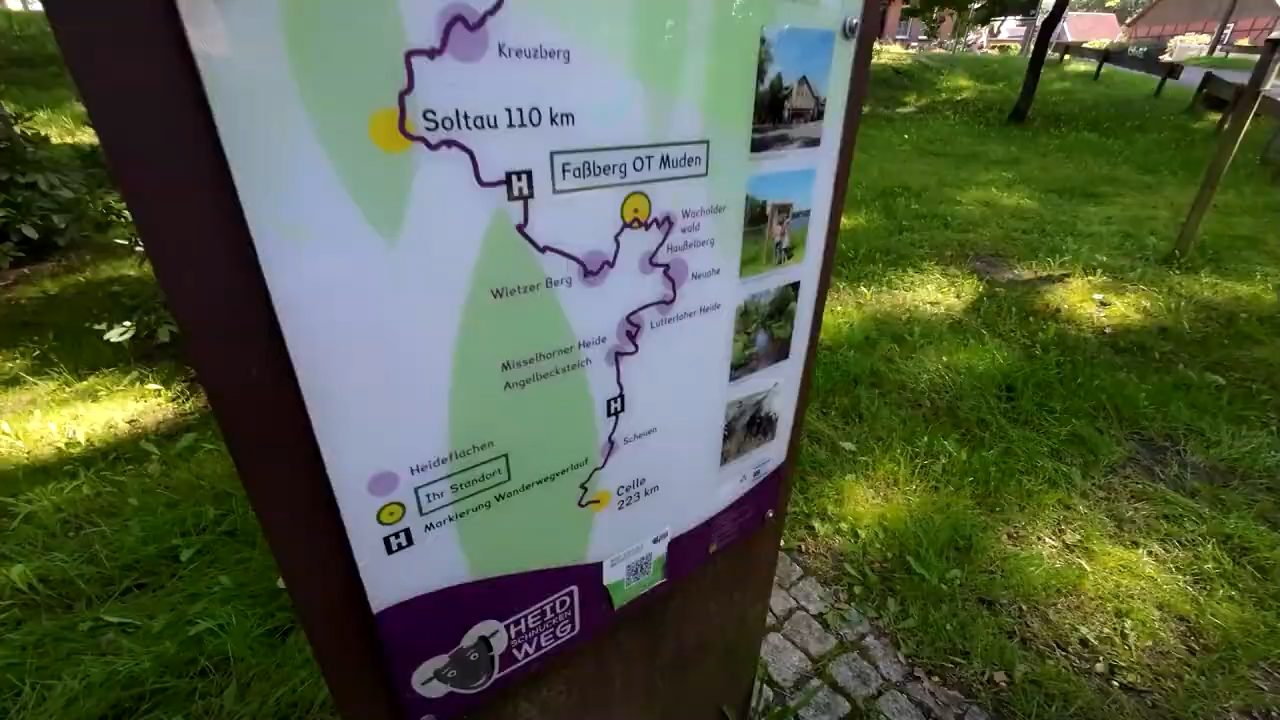 Kreuzberg
Soltau 110 km
H
Faßberg OT Muden
Wacholder
wald
Haußelberg
Neuohe
Wietzer Berg
Lutterloher Heide
Misselhorner Heide
Angelbecksteich
H
Scheuen
Celle
223 km
Heideflächen
Ihr Standort
H Markierung Wanderwegverlauf
HEID
SCHNUCKEN
WEG